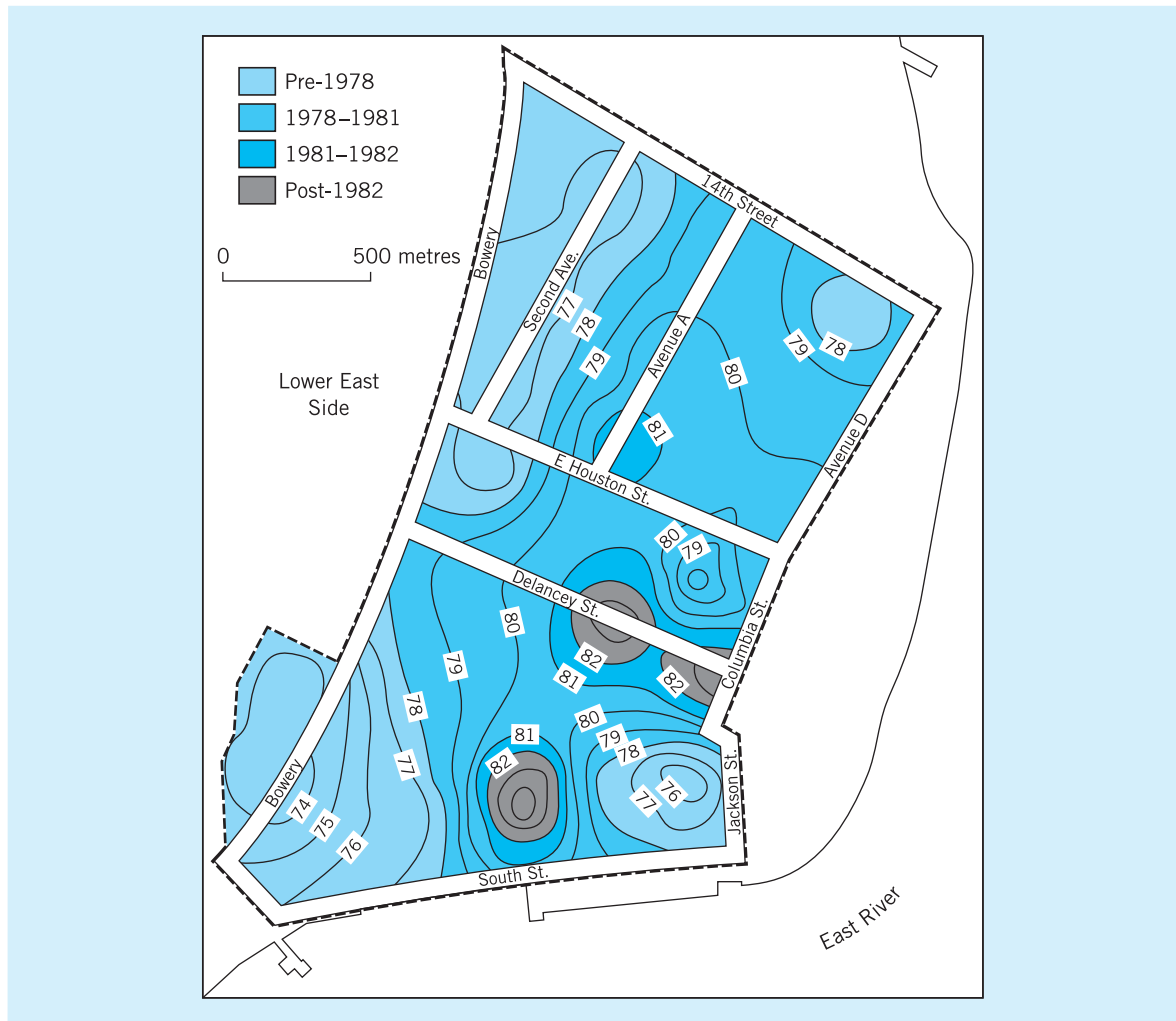 Pre-1978
1978–1981
1981–1982
Post-1982
0 500 metres
14th Street
Bowery
Second Ave.
77
78
79
Avenue A
80
79
78
81
Lower East
Side
Avenue D
E Houston St.
80
79
Delancey St.
80
82
81
82
Columbia St.
79
78
77
80
79
78
81
82
76
77
Jackson St.
Bowery
74
75
76
South St.
East River